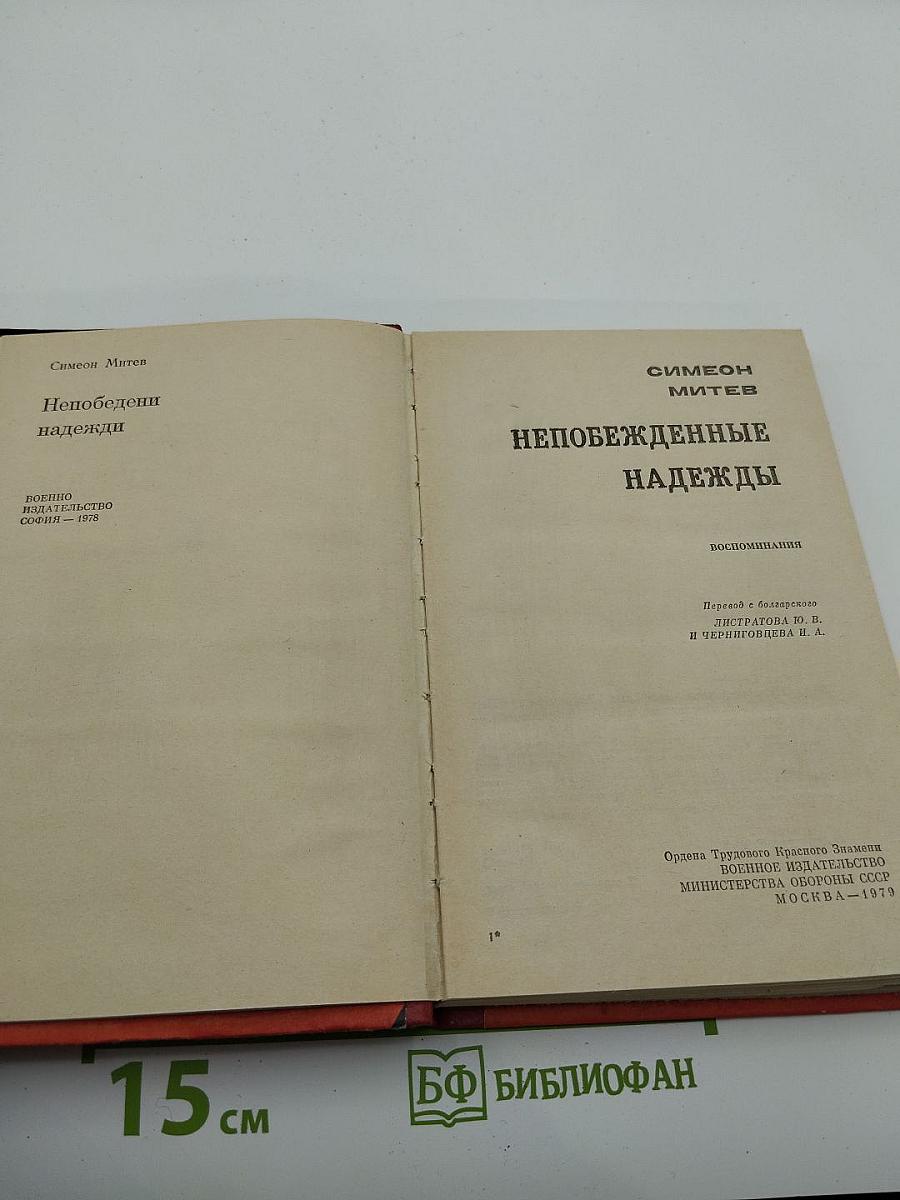 Симеон Митев
Непобедени
надежди
ВОЕННО
ИЗДАТЕЛЬСТВО
СОФИЯ — 1978
СИМЕОН
МИТЕВ
НЕПОБЕЖДЕННЫЕ
НАДЕЖДЫ
ВОСПОМИНАНИЯ
Перевод с болгарского
ЛИСТРАТОВА Ю. В.
И ЧЕРНИГОВЦЕВА И. А.
Ордена Трудового Красного Знамени
ВОЕННОЕ ИЗДАТЕЛЬСТВО
МИНИСТЕРСТВА ОБОРОНЫ СССР
МОСКВА — 1979
1*
15 см
БФ БИБЛИОФАН